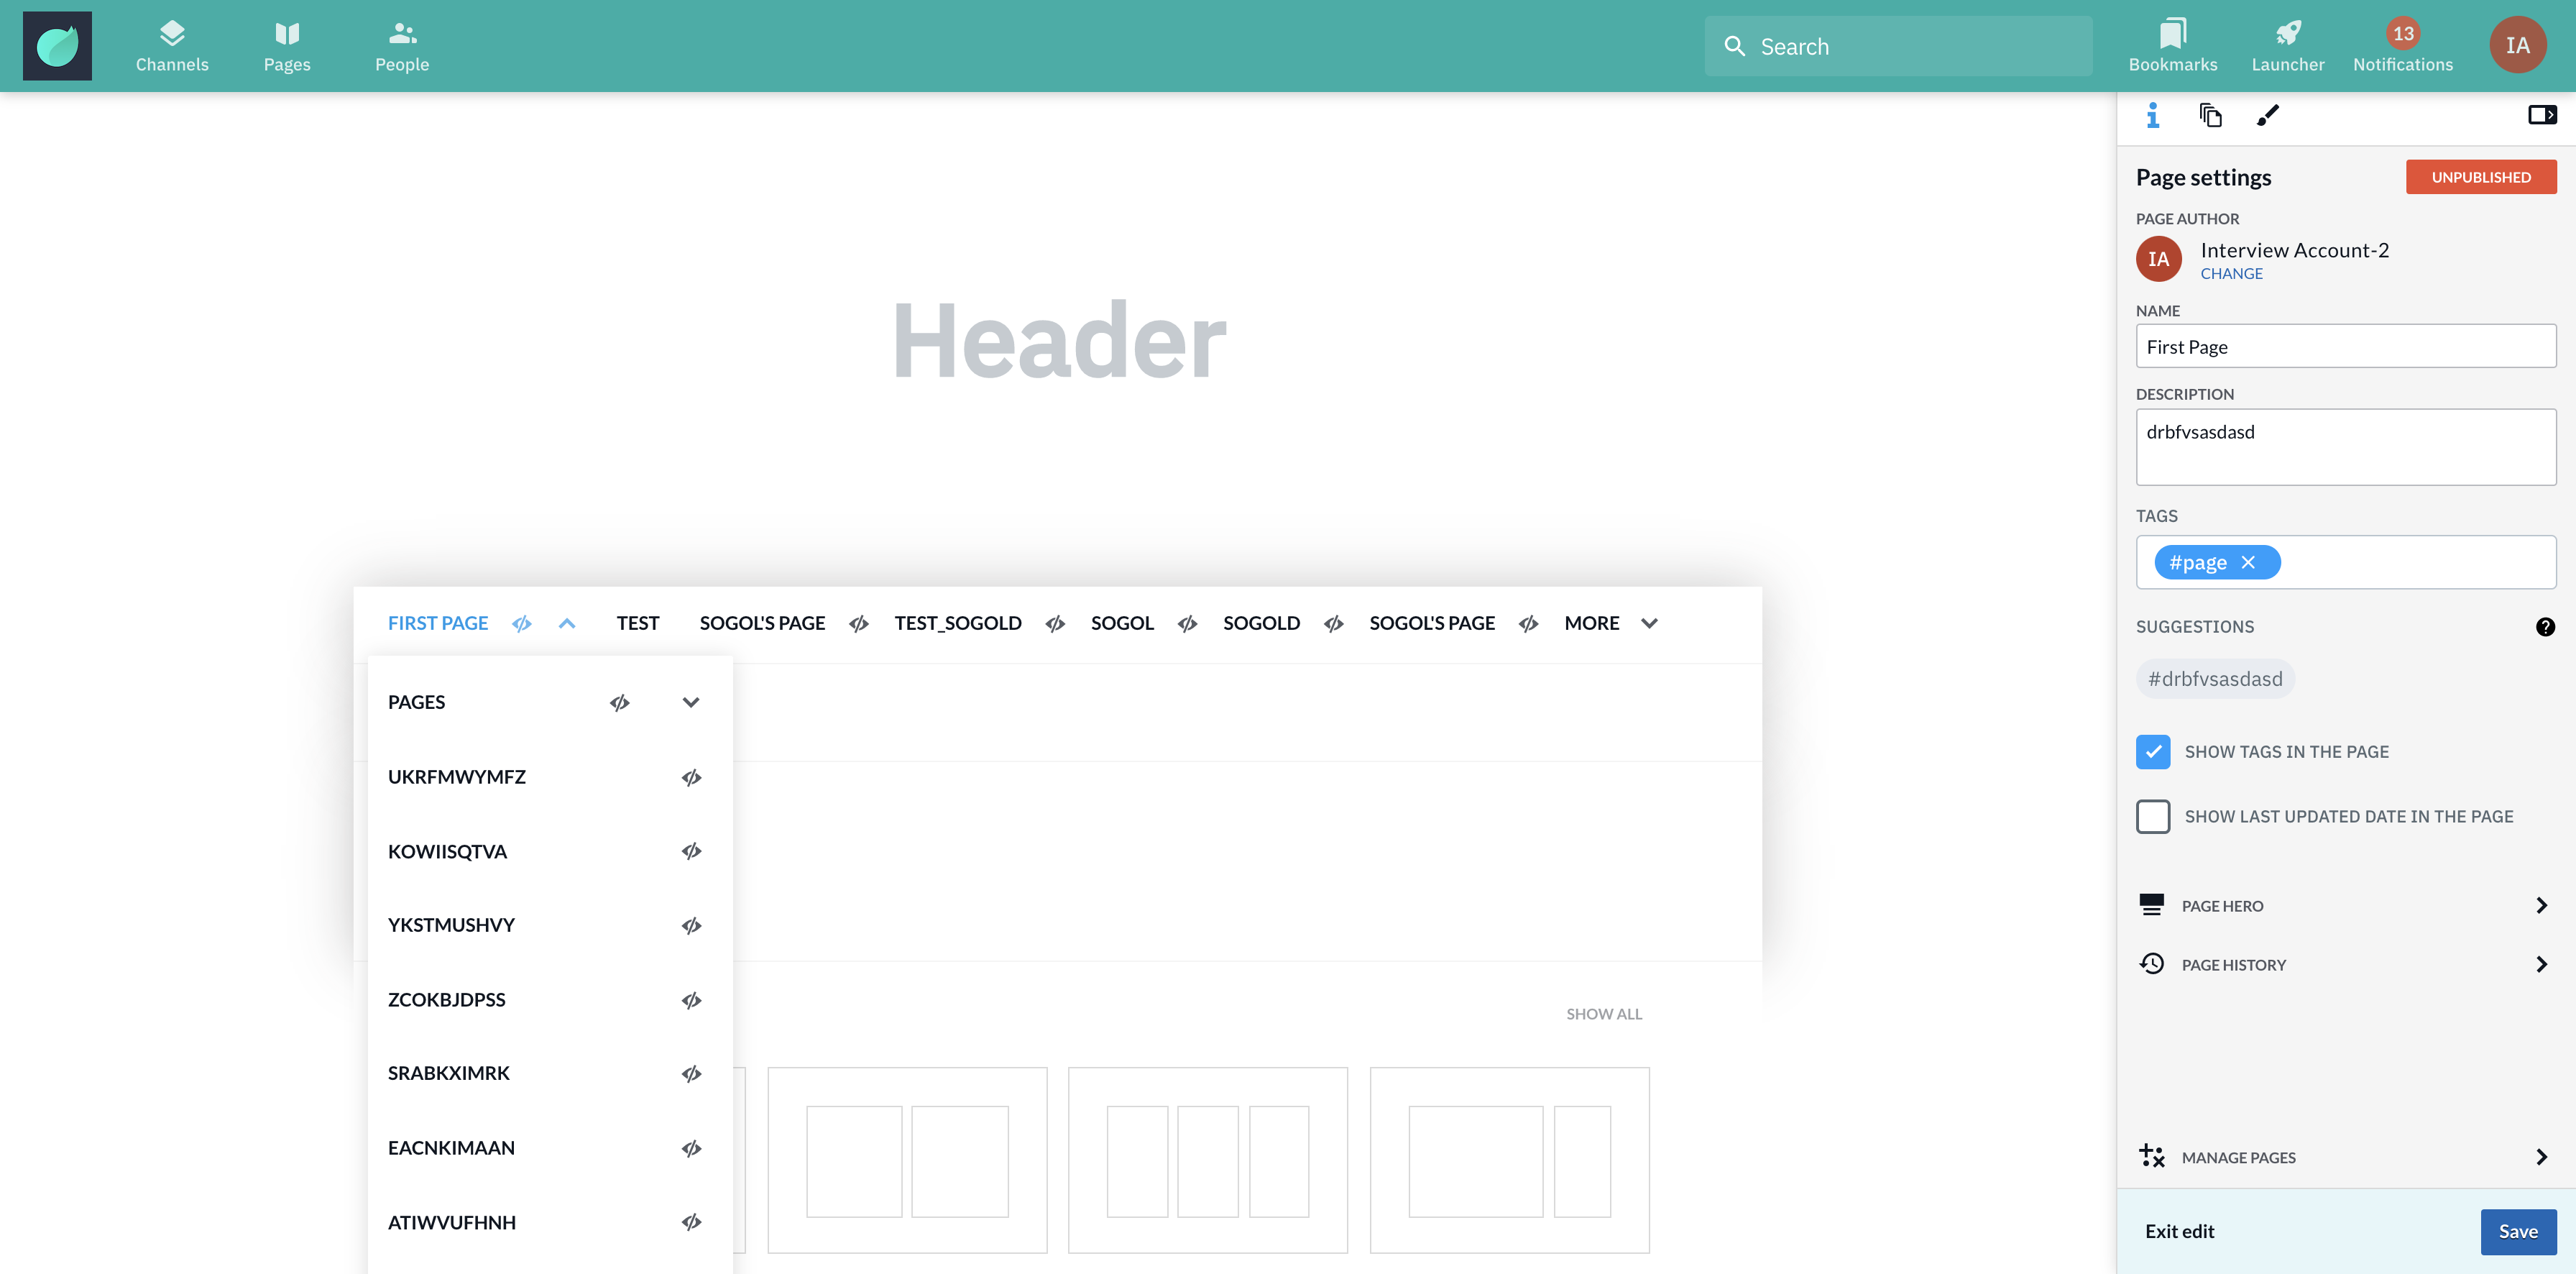 Channels
Pages
People
Search
Bookmarks
Launcher
13
Notifications
IA
Header
FIRST PAGE
TEST
SOGOL'S PAGE
TEST_SOGOLD
SOGOL
SOGOLD
SOGOL'S PAGE
MORE
PAGES
UKRFMWYMFZ
KOWIISQTVA
YKSTMUSHVY
ZCOKBJDPSS
SRABKXIMRK
EACNKIMAAN
ATIWVUFHNH
SHOW ALL
Page settings
UNPUBLISHED
PAGE AUTHOR
IA
Interview Account-2
CHANGE
NAME
First Page
DESCRIPTION
drbfvsasdasd
TAGS
#page
SUGGESTIONS
#drbfvsasdasd
SHOW TAGS IN THE PAGE
SHOW LAST UPDATED DATE IN THE PAGE
PAGE HERO
PAGE HISTORY
MANAGE PAGES
Exit edit
Save